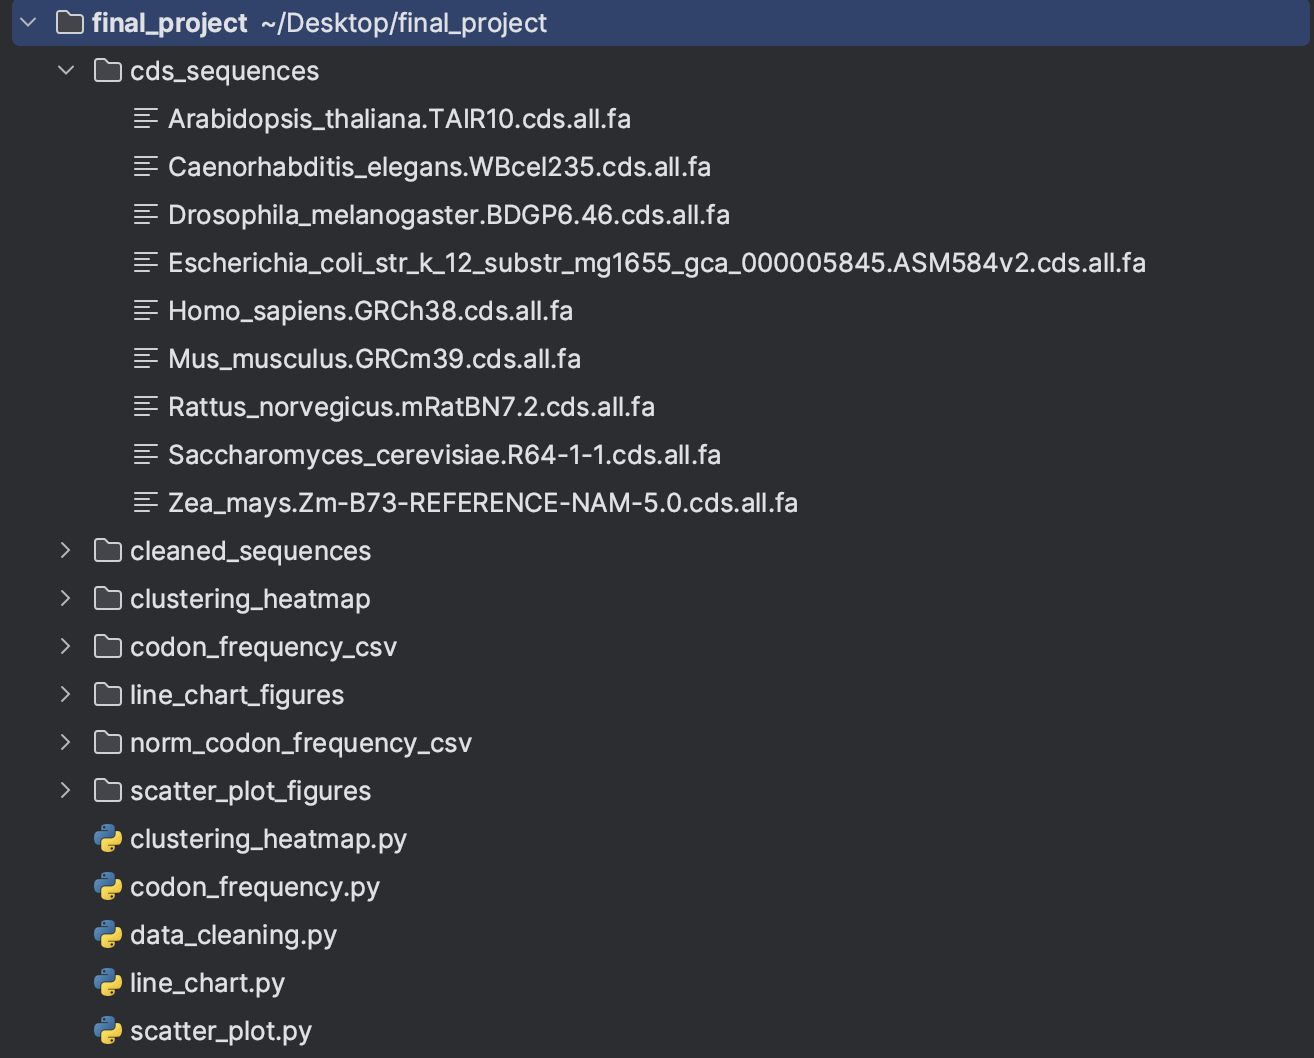 final_project ~/Desktop/final_project
cds_sequences
Arabidopsis_thaliana.TAIR10.cds.all.fa
Caenorhabditis_elegans.WBcel235.cds.all.fa
Drosophila_melanogaster.BDGP6.46.cds.all.fa
Escherichia_coli_str_k_12_substr_mg1655_gca_000005845.ASM584v2.cds.all.fa
Homo_sapiens.GRCh38.cds.all.fa
Mus_musculus.GRCm39.cds.all.fa
Rattus_norvegicus.mRatBN7.2.cds.all.fa
Saccharomyces_cerevisiae.R64-1-1.cds.all.fa
Zea_mays.Zm-B73-REFERENCE-NAM-5.0.cds.all.fa
cleaned_sequences
clustering_heatmap
codon_frequency_csv
line_chart_figures
norm_codon_frequency_csv
scatter_plot_figures
clustering_heatmap.py
codon_frequency.py
data_cleaning.py
line_chart.py
scatter_plot.py